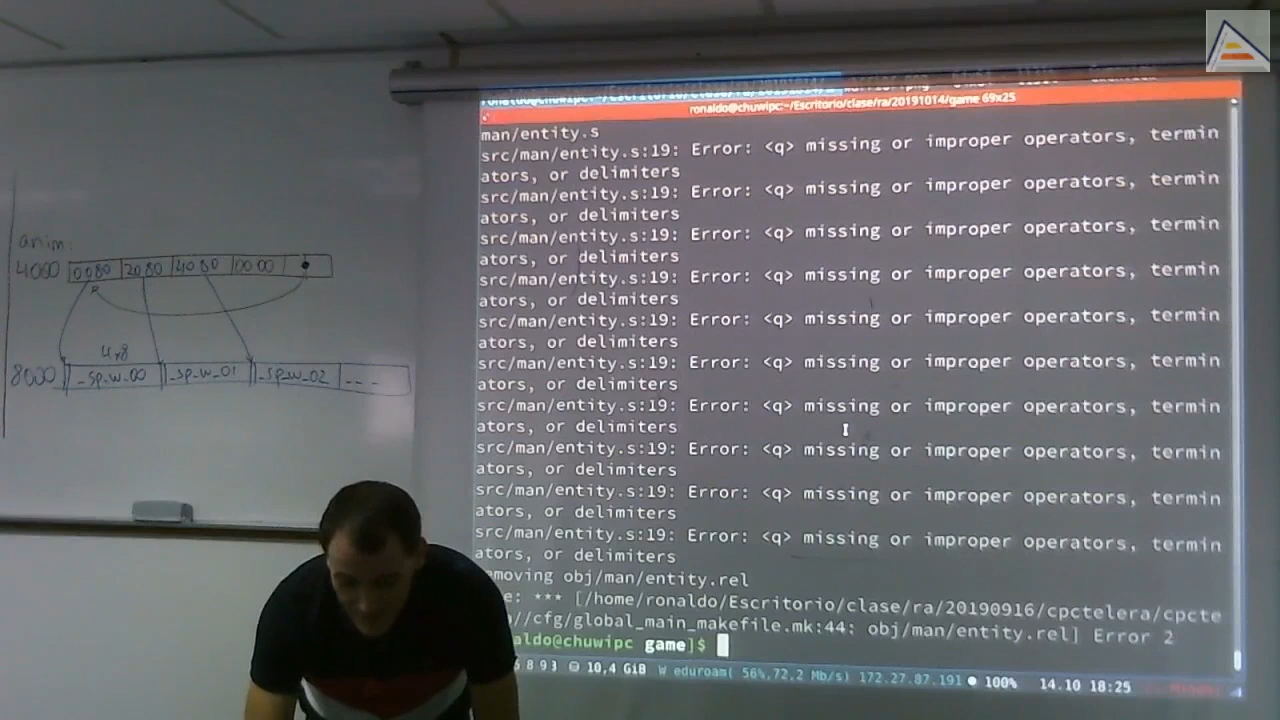 anim:
4000 0080 2080 4080 0000
4x8
8000 _sp_w_00 _sp_w_01 _sp_w_02 ---
ronaldo@chuwipc:~/Escritorio/clase/ra/20191014/game 69x25
man/entity.s
src/man/entity.s:19: Error: <q> missing or improper operators, termin
ators, or delimiters
src/man/entity.s:19: Error: <q> missing or improper operators, termin
ators, or delimiters
src/man/entity.s:19: Error: <q> missing or improper operators, termin
ators, or delimiters
src/man/entity.s:19: Error: <q> missing or improper operators, termin
ators, or delimiters
src/man/entity.s:19: Error: <q> missing or improper operators, termin
ators, or delimiters
src/man/entity.s:19: Error: <q> missing or improper operators, termin
ators, or delimiters
src/man/entity.s:19: Error: <q> missing or improper operators, termin
ators, or delimiters
src/man/entity.s:19: Error: <q> missing or improper operators, termin
ators, or delimiters
src/man/entity.s:19: Error: <q> missing or improper operators, termin
ators, or delimiters
src/man/entity.s:19: Error: <q> missing or improper operators, termin
ators, or delimiters
emoving obj/man/entity.rel
e: *** [/home/ronaldo/Escritorio/clase/ra/20190916/cpctelera/cpcte
//cfg/global_main_makefile.mk:44: obj/man/entity.rel] Error 2
aldo@chuwipc game]$
10,4 GiB W eduroam( 56%,72,2 Mb/s) 172.27.87.191 100% 14.10 18:25